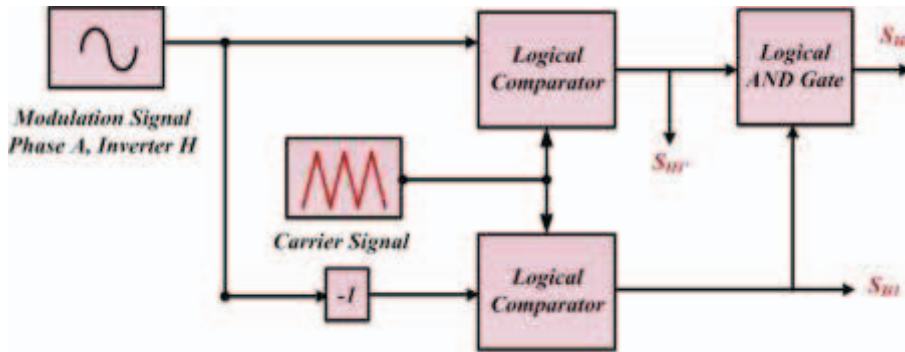 Logical
Comparator
Logical
AND Gate
Modulation Signal
Phase A, Inverter H
Carrier Signal
-1
Logical
Comparator